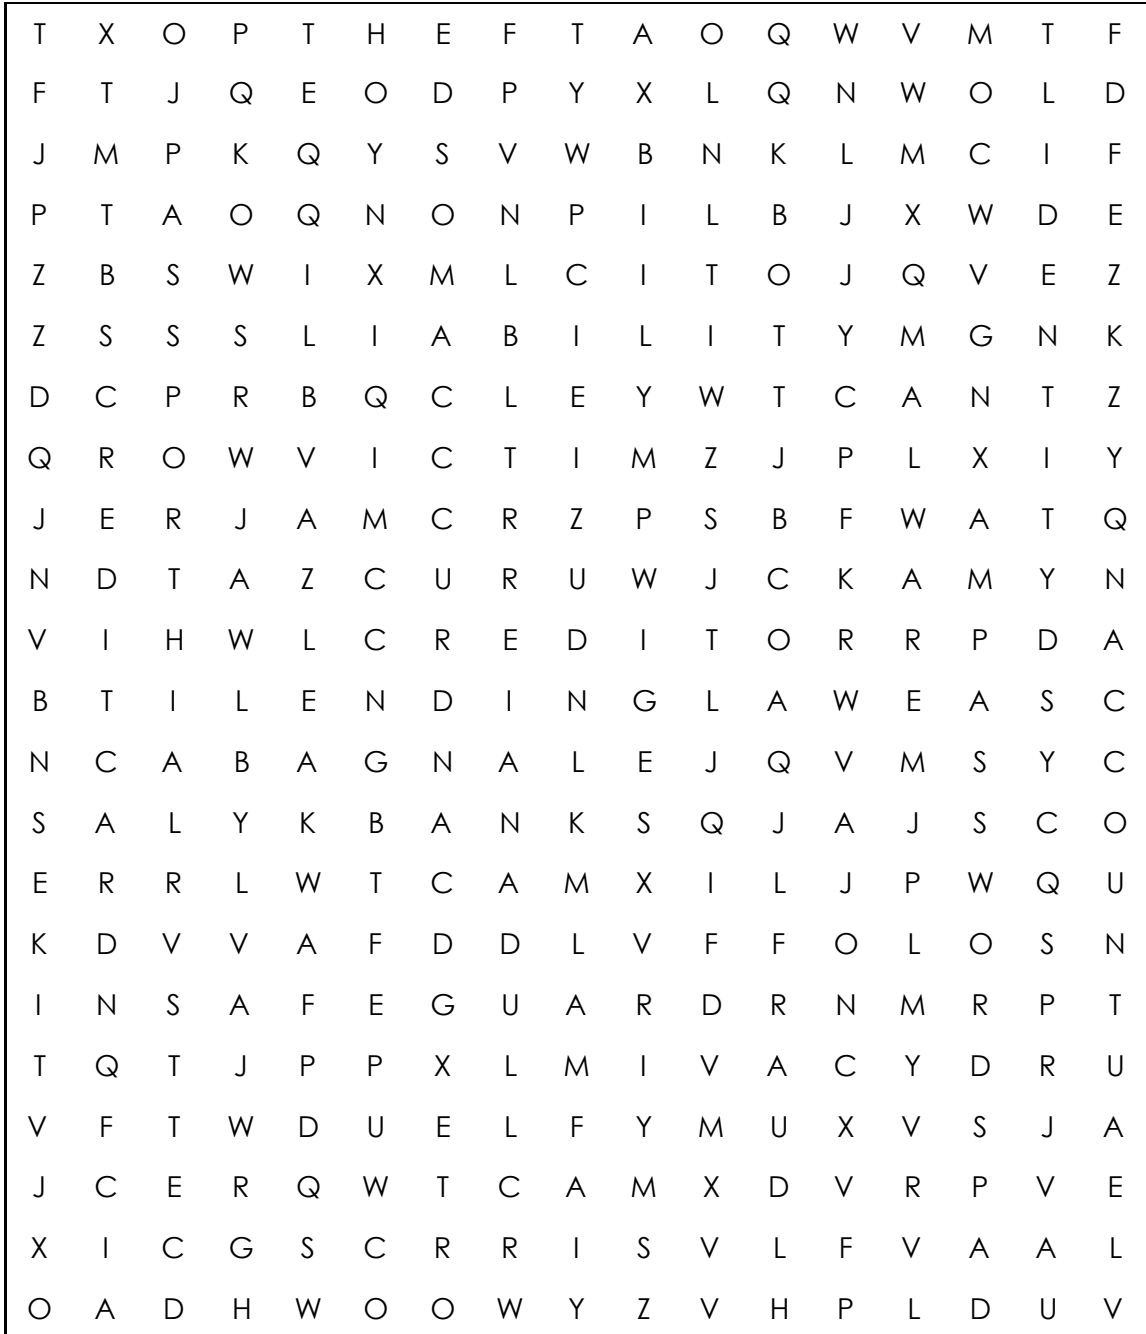 T X O P T H E F T A O Q W V M T F
F T J Q E O D P Y X L Q N W O L D
J M P K Q Y S V W B N K L M C I F
P T A O Q N O N P I L B J X W D E
Z B S W I X M L C I T O J Q V E Z
Z S S S L I A B I L I T Y M G N K
D C P R B Q C L E Y W T C A N T Z
Q R O W V I C T I M Z J P L X I Y
J E R J A M C R Z P S B F W A T Q
N D T A Z C U R U W J C K A M Y N
V I H W L C R E D I T O R R P D A
B T I L E N D I N G L A W E A S C
N C A B A G N A L E J Q V M S Y C
S A L Y K B A N K S Q J A J S C O
E R R L W T C A M X I L J P W Q U
K D V V A F D D L V F F O L O S N
I N S A F E G U A R D R N M R P T
T Q T J P P X L M I V A C Y D R U
V F T W D U E L F Y M U X V S J A
J C E R Q W T C A M X D V R P V E
X I C G S C R R I S V L F V A A L
O A D H W O O W Y Z V H P L D U V